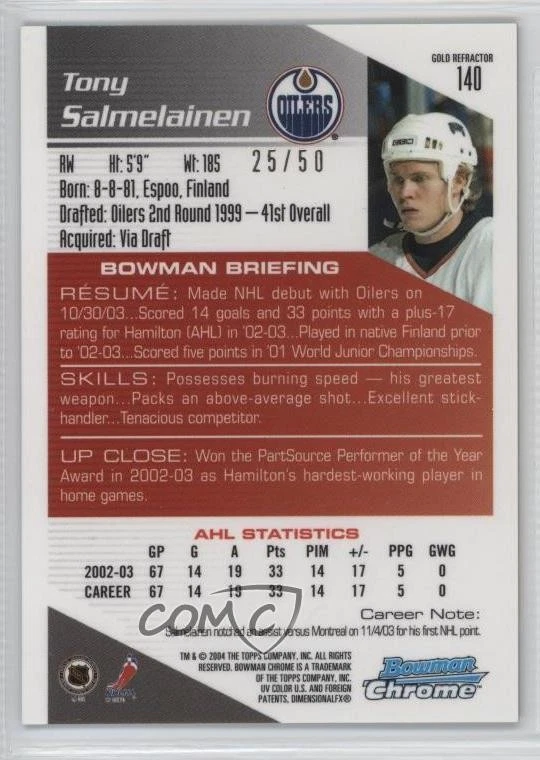 GOLD REFRACTOR
140
Tony
Salmelainen
OILERS
RW Ht: 5'9" Wt: 185 25/50
Born: 8-8-81, Espoo, Finland
Drafted: Oilers 2nd Round 1999 — 41st Overall
Acquired: Via Draft
BOWMAN BRIEFING
RÉSUMÉ: Made NHL debut with Oilers on
10/30/03...Scored 14 goals and 33 points with a plus-17
rating for Hamilton (AHL) in '02-03...Played in native Finland prior
to '02-03...Scored five points in '01 World Junior Championships.
SKILLS: Possesses burning speed — his greatest
weapon...Packs an above-average shot...Excellent stick-
handler...Tenacious competitor.
UP CLOSE: Won the PartSource Performer of the Year
Award in 2002-03 as Hamilton's hardest-working player in
home games.
AHL STATISTICS
GP G A Pts PIM +/- PPG GWG
2002-03 67 14 19 33 14 17 5 0
CAREER 67 14 19 33 14 17 5 0
COMC
Career Note:
Salmelainen notched an assist versus Montreal on 11/4/03 for his first NHL point.
TM & © 2004 THE TOPPS COMPANY, INC. ALL RIGHTS
RESERVED. BOWMAN CHROME IS A TRADEMARK
OF THE TOPPS COMPANY, INC.
UV COLOR U.S. AND FOREIGN
PATENTS, DIMENSIONALFX®
Bowman
Chrome
NHLPA